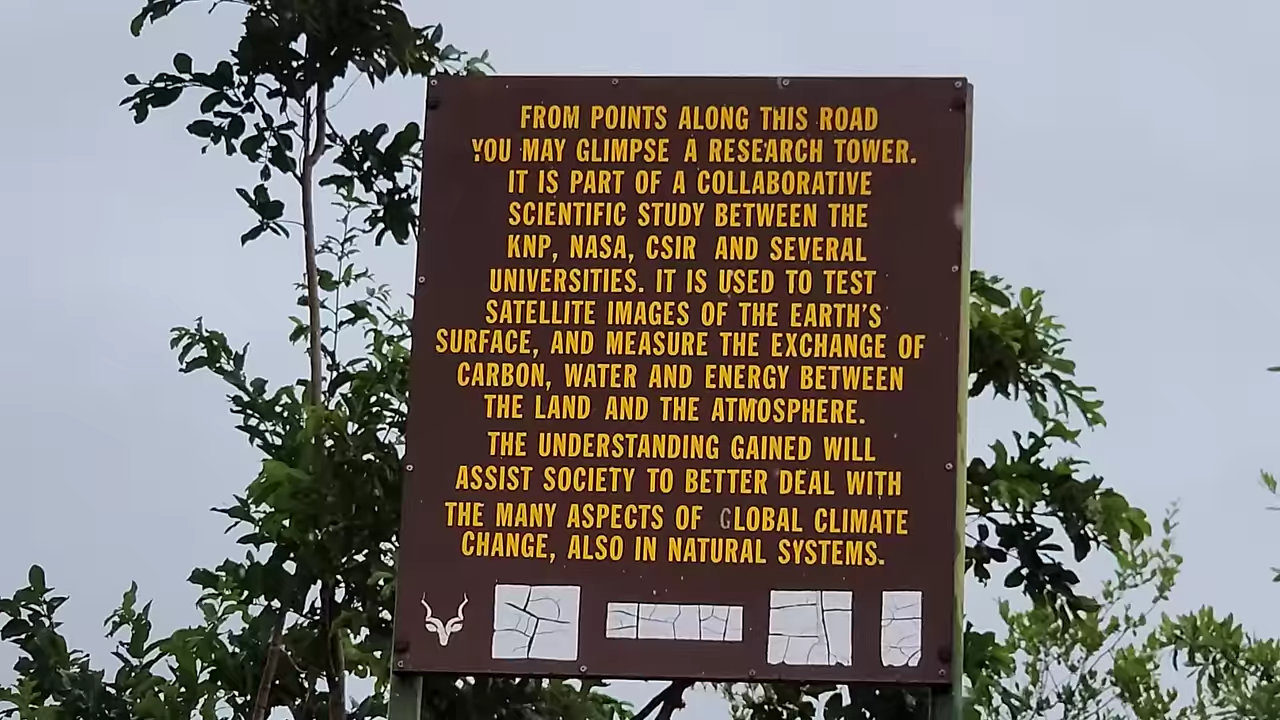 FROM POINTS ALONG THIS ROAD
YOU MAY GLIMPSE A RESEARCH TOWER.
IT IS PART OF A COLLABORATIVE
SCIENTIFIC STUDY BETWEEN THE
KNP, NASA, CSIR AND SEVERAL
UNIVERSITIES. IT IS USED TO TEST
SATELLITE IMAGES OF THE EARTH'S
SURFACE, AND MEASURE THE EXCHANGE OF
CARBON, WATER AND ENERGY BETWEEN
THE LAND AND THE ATMOSPHERE.
THE UNDERSTANDING GAINED WILL
ASSIST SOCIETY TO BETTER DEAL WITH
THE MANY ASPECTS OF GLOBAL CLIMATE
CHANGE, ALSO IN NATURAL SYSTEMS.